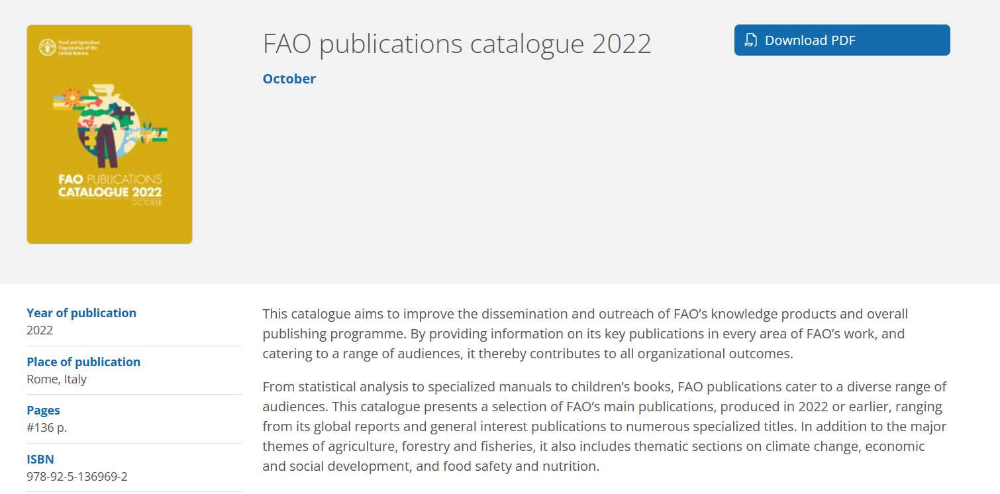 Food and Agriculture
Organization of the
United Nations
FAO PUBLICATIONS
CATALOGUE 2022
OCTOBER
FAO publications catalogue 2022
October
PDF
Download PDF
Year of publication
2022
Place of publication
Rome, Italy
Pages
#136 p.
ISBN
978-92-5-136969-2
This catalogue aims to improve the dissemination and outreach of FAO’s knowledge products and overall
publishing programme. By providing information on its key publications in every area of FAO’s work, and
catering to a range of audiences, it thereby contributes to all organizational outcomes.
From statistical analysis to specialized manuals to children’s books, FAO publications cater to a diverse range of
audiences. This catalogue presents a selection of FAO’s main publications, produced in 2022 or earlier, ranging
from its global reports and general interest publications to numerous specialized titles. In addition to the major
themes of agriculture, forestry and fisheries, it also includes thematic sections on climate change, economic
and social development, and food safety and nutrition.